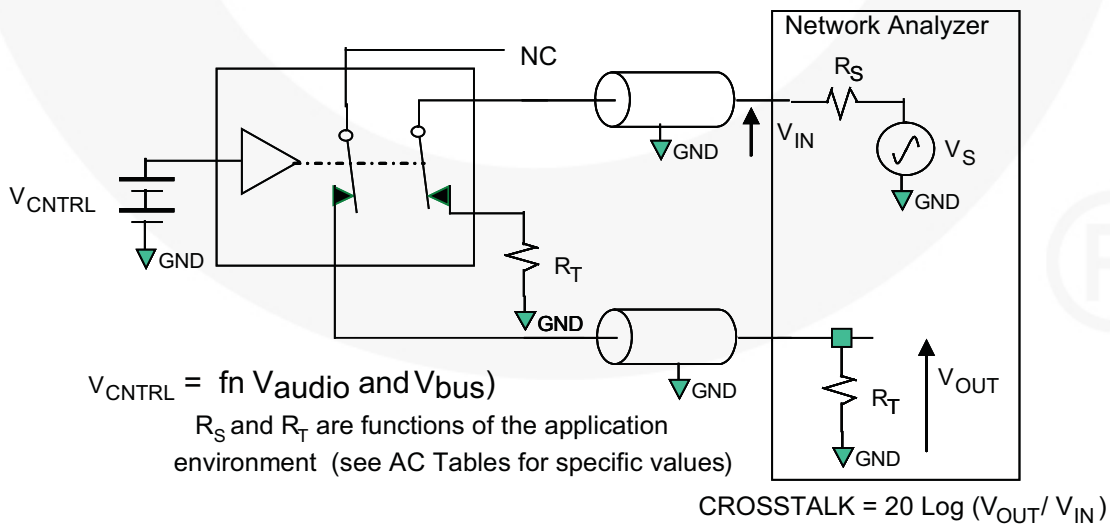 Network Analyzer
NC
RS
VIN
GND
VS
GND
VCNTRL
GND
RT
GND
GND
VOUT
RT
GND
VCNTRL = fn Vaudio and Vbus)
RS and RT are functions of the application
environment (see AC Tables for specific values)
CROSSTALK = 20 Log (VOUT/ VIN)
R